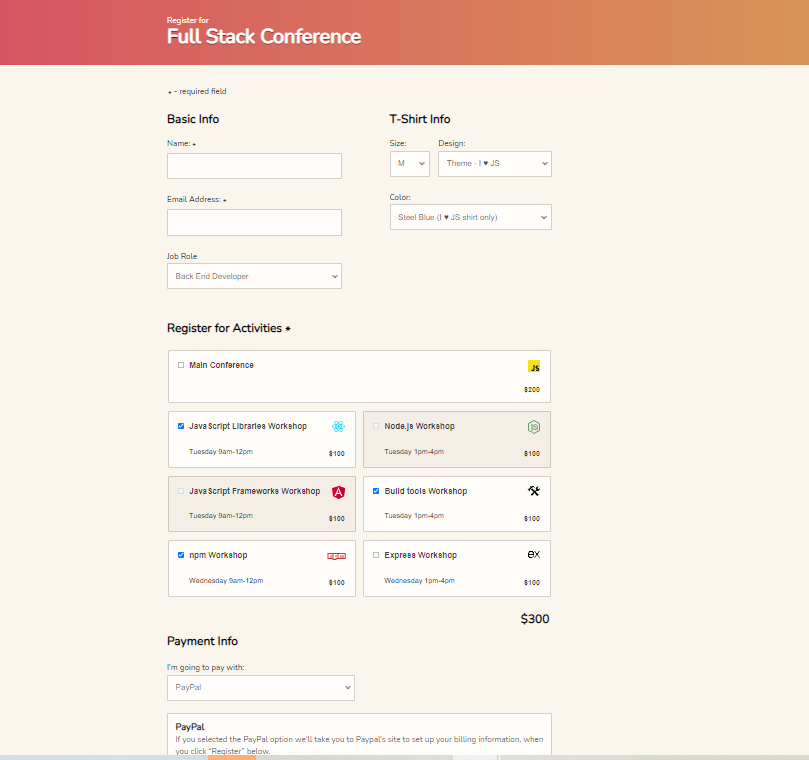 Register for
Full Stack Conference
* - required field
Basic Info
Name: *
Email Address: *
Job Role
Back End Developer
T-Shirt Info
Size:
Design:
M
Theme - I ♥ JS
Color:
Steel Blue (I ♥ JS shirt only)
Register for Activities *
Main Conference
JS
$200
JavaScript Libraries Workshop
Tuesday 9am-12pm
$100
Node.js Workshop
JS
Tuesday 1pm-4pm
$100
JavaScript Frameworks Workshop
A
Tuesday 9am-12pm
$100
Build tools Workshop
Tuesday 1pm-4pm
$100
npm Workshop
npm
Wednesday 9am-12pm
$100
Express Workshop
ex
Wednesday 1pm-4pm
$100
$300
Payment Info
I'm going to pay with:
PayPal
PayPal
If you selected the PayPal option we'll take you to Paypal's site to set up your billing information, when
you click "Register" below.